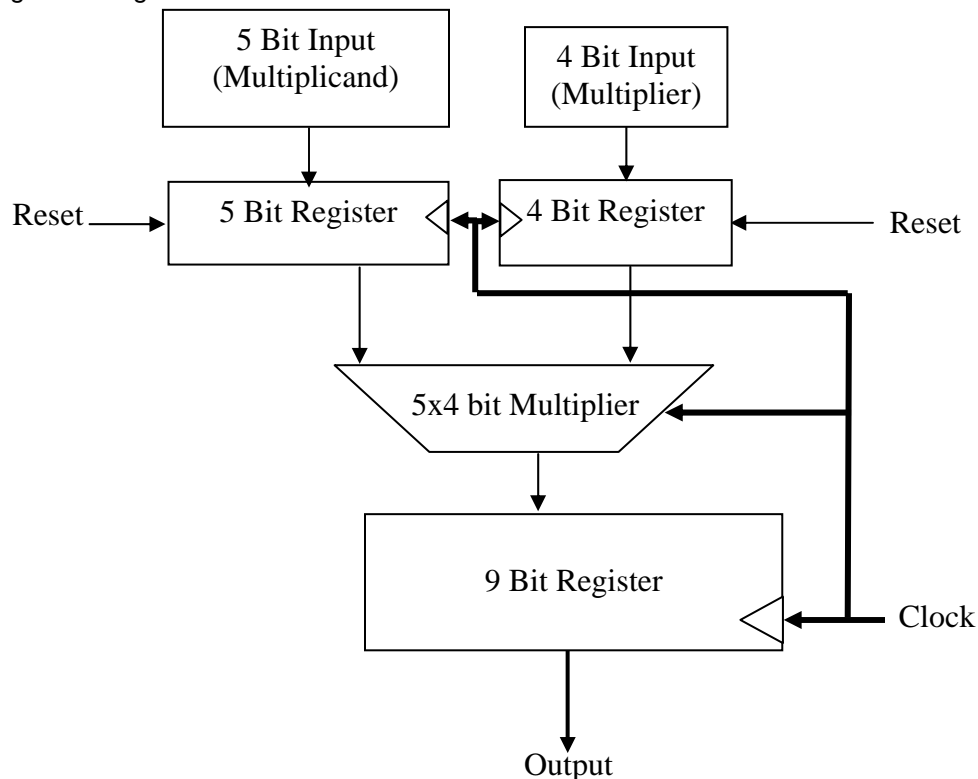 5 Bit Input
(Multiplicand)
4 Bit Input
(Multiplier)
Reset
5 Bit Register
4 Bit Register
Reset
5x4 bit Multiplier
9 Bit Register
Clock
Output